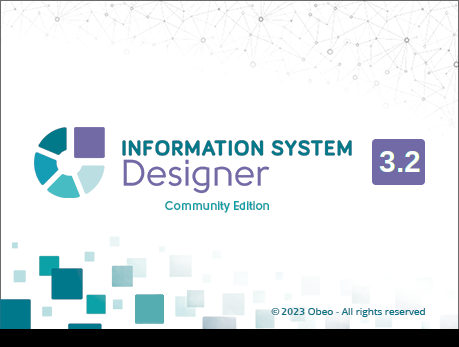 INFORMATION SYSTEM
Designer
3.2
Community Edition
© 2023 Obeo - All rights reserved